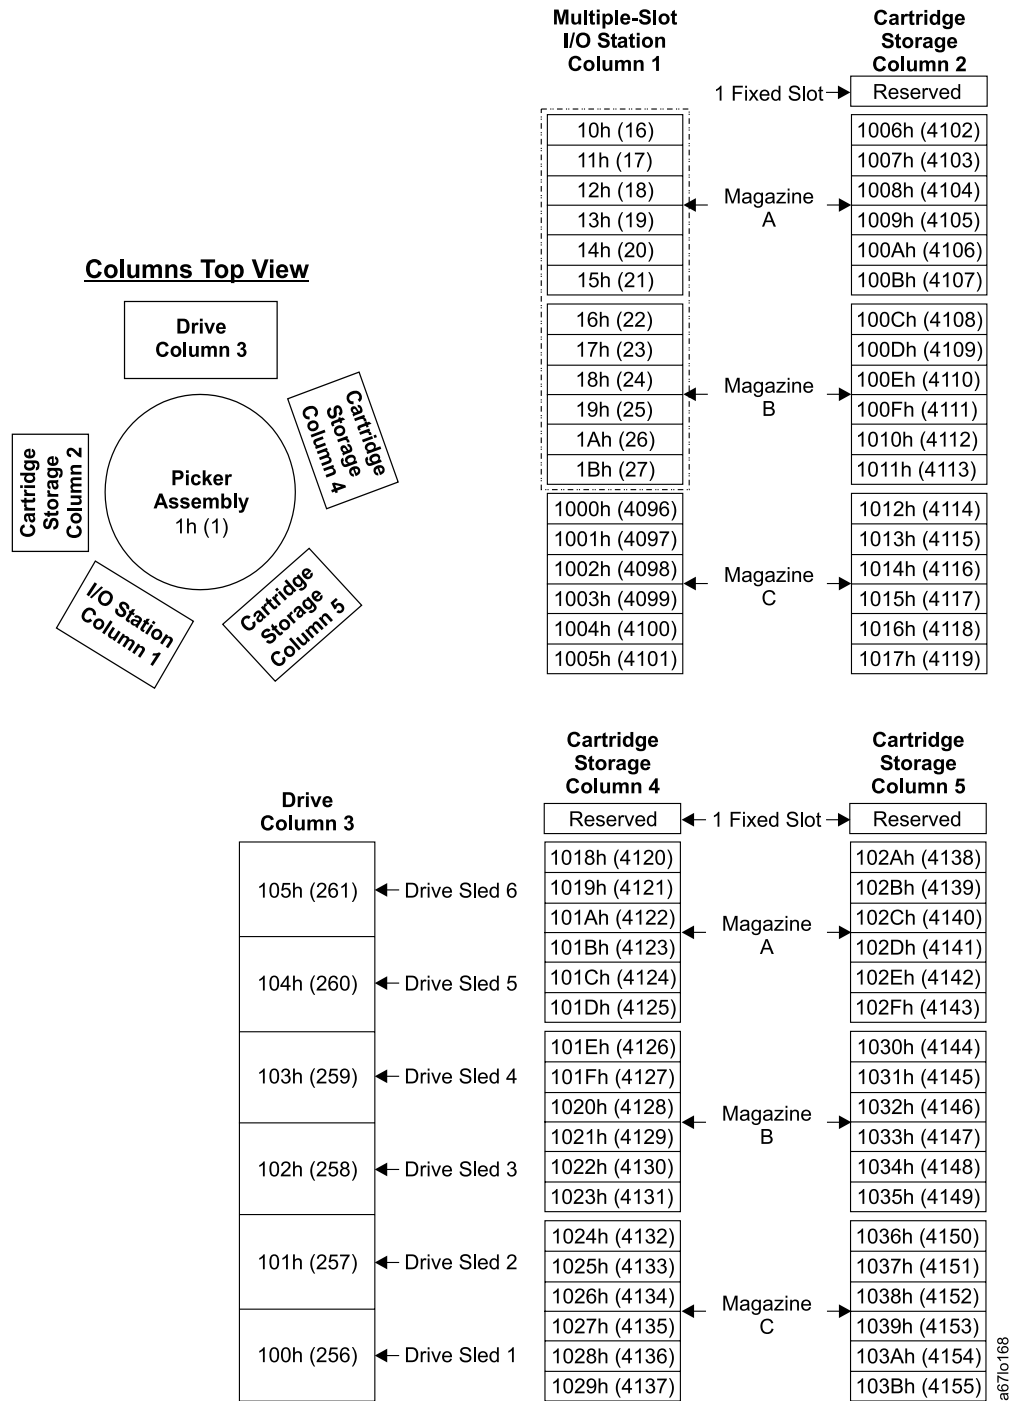 Multiple-Slot
I/O Station
Column 1
Cartridge
Storage
Column 2
1 Fixed Slot
Reserved
10h (16)
11h (17)
12h (18)
13h (19)
14h (20)
15h (21)
Magazine
A
1006h (4102)
1007h (4103)
1008h (4104)
1009h (4105)
100Ah (4106)
100Bh (4107)
16h (22)
17h (23)
18h (24)
19h (25)
1Ah (26)
1Bh (27)
Magazine
B
100Ch (4108)
100Dh (4109)
100Eh (4110)
100Fh (4111)
1010h (4112)
1011h (4113)
1000h (4096)
1001h (4097)
1002h (4098)
1003h (4099)
1004h (4100)
1005h (4101)
Magazine
C
1012h (4114)
1013h (4115)
1014h (4116)
1015h (4117)
1016h (4118)
1017h (4119)
Columns Top View
Drive
Column 3
Cartridge
Storage
Column 4
Cartridge
Storage
Column 2
Picker
Assembly
1h (1)
I/O Station
Column 1
Cartridge
Storage
Column 5
Drive
Column 3
105h (261)
Drive Sled 6
104h (260)
Drive Sled 5
103h (259)
Drive Sled 4
102h (258)
Drive Sled 3
101h (257)
Drive Sled 2
100h (256)
Drive Sled 1
Cartridge
Storage
Column 4
Cartridge
Storage
Column 5
Reserved
1 Fixed Slot
Reserved
1018h (4120)
1019h (4121)
101Ah (4122)
101Bh (4123)
101Ch (4124)
101Dh (4125)
Magazine
A
102Ah (4138)
102Bh (4139)
102Ch (4140)
102Dh (4141)
102Eh (4142)
102Fh (4143)
101Eh (4126)
101Fh (4127)
1020h (4128)
1021h (4129)
1022h (4130)
1023h (4131)
Magazine
B
1030h (4144)
1031h (4145)
1032h (4146)
1033h (4147)
1034h (4148)
1035h (4149)
1024h (4132)
1025h (4133)
1026h (4134)
1027h (4135)
1028h (4136)
1029h (4137)
Magazine
C
1036h (4150)
1037h (4151)
1038h (4152)
1039h (4153)
103Ah (4154)
103Bh (4155)
a67lo168